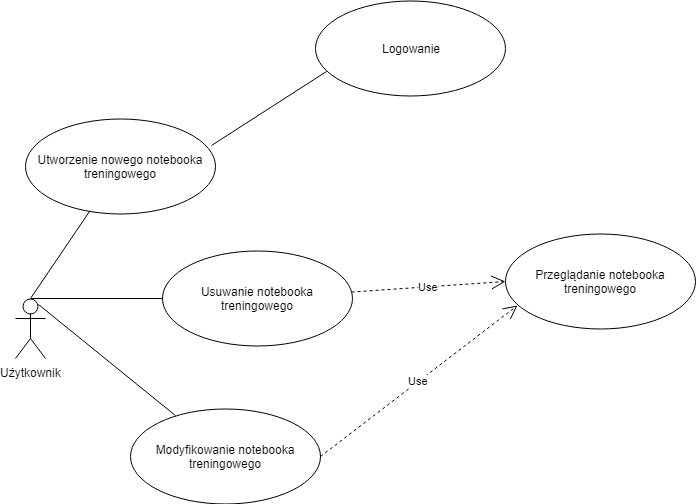 Logowanie
Utworzenie nowego notebooka
treningowego
Usuwanie notebooka
treningowego
Use
Przeglądanie notebooka
treningowego
Użytkownik
Use
Modyfikowanie notebooka
treningowego